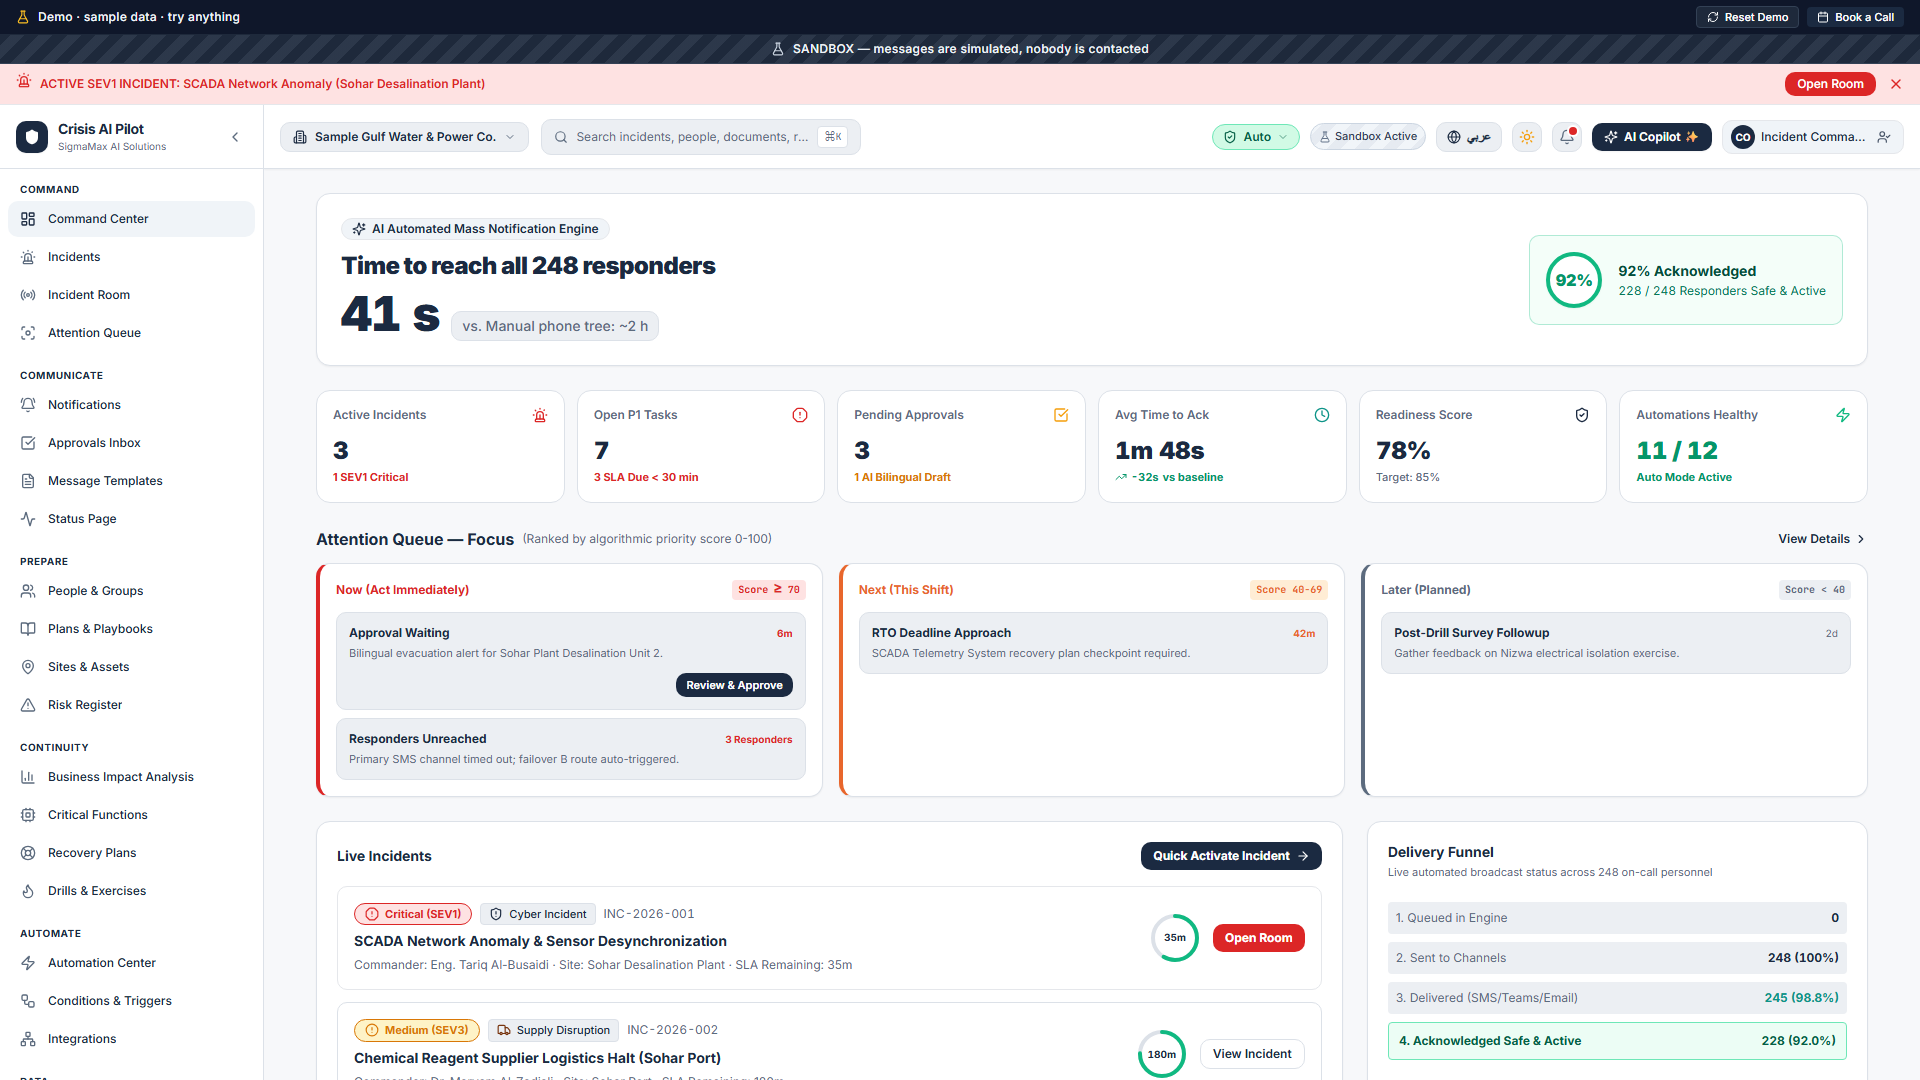 Demo · sample data · try anything
Reset Demo
Book a Call
SANDBOX — messages are simulated, nobody is contacted
ACTIVE SEV1 INCIDENT: SCADA Network Anomaly (Sohar Desalination Plant)
Open Room
Crisis AI Pilot
SigmaMax AI Solutions
Sample Gulf Water & Power Co.
Search incidents, people, documents, r...
⌘K
Auto
Sandbox Active
عربي
AI Copilot ✨
CO
Incident Comma...
COMMAND
Command Center
Incidents
Incident Room
Attention Queue
COMMUNICATE
Notifications
Approvals Inbox
Message Templates
Status Page
PREPARE
People & Groups
Plans & Playbooks
Sites & Assets
Risk Register
CONTINUITY
Business Impact Analysis
Critical Functions
Recovery Plans
Drills & Exercises
AUTOMATE
Automation Center
Conditions & Triggers
Integrations
AI Automated Mass Notification Engine
Time to reach all 248 responders
41 s
vs. Manual phone tree: ~2 h
92%
92% Acknowledged
228 / 248 Responders Safe & Active
Active Incidents
3
1 SEV1 Critical
Open P1 Tasks
7
3 SLA Due < 30 min
Pending Approvals
3
1 AI Bilingual Draft
Avg Time to Ack
1m 48s
-32s vs baseline
Readiness Score
78%
Target: 85%
Automations Healthy
11 / 12
Auto Mode Active
Attention Queue — Focus
(Ranked by algorithmic priority score 0-100)
View Details
Now (Act Immediately)
Score ≥ 70
Approval Waiting
6m
Bilingual evacuation alert for Sohar Plant Desalination Unit 2.
Review & Approve
Responders Unreached
3 Responders
Primary SMS channel timed out; failover B route auto-triggered.
Next (This Shift)
Score 40-69
RTO Deadline Approach
42m
SCADA Telemetry System recovery plan checkpoint required.
Later (Planned)
Score < 40
Post-Drill Survey Followup
2d
Gather feedback on Nizwa electrical isolation exercise.
Live Incidents
Quick Activate Incident
Critical (SEV1)
Cyber Incident
INC-2026-001
SCADA Network Anomaly & Sensor Desynchronization
Commander: Eng. Tariq Al-Busaidi · Site: Sohar Desalination Plant · SLA Remaining: 35m
35m
Open Room
Medium (SEV3)
Supply Disruption
INC-2026-002
Chemical Reagent Supplier Logistics Halt (Sohar Port)
180m
View Incident
Delivery Funnel
Live automated broadcast status across 248 on-call personnel
1. Queued in Engine
0
2. Sent to Channels
248 (100%)
3. Delivered (SMS/Teams/Email)
245 (98.8%)
4. Acknowledged Safe & Active
228 (92.0%)